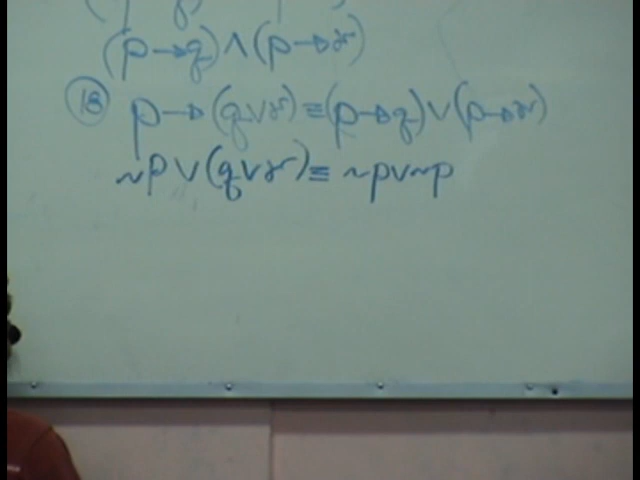 (p→q)∧(p→r)
18 p→(q∨r)≡(p→q)∨(p→r)
~p∨(q∨r)≡ ~p∨~p